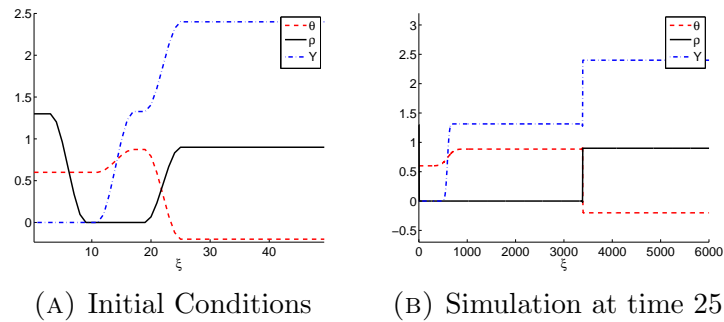 2.5
2
1.5
1
0.5
0
10
20
30
40
ξ
θ
ρ
Y
3
2.5
2
1.5
1
0.5
0
−0.5
0
1000
2000
3000
4000
5000
6000
ξ
θ
ρ
Y
(A) Initial Conditions
(B) Simulation at time 25